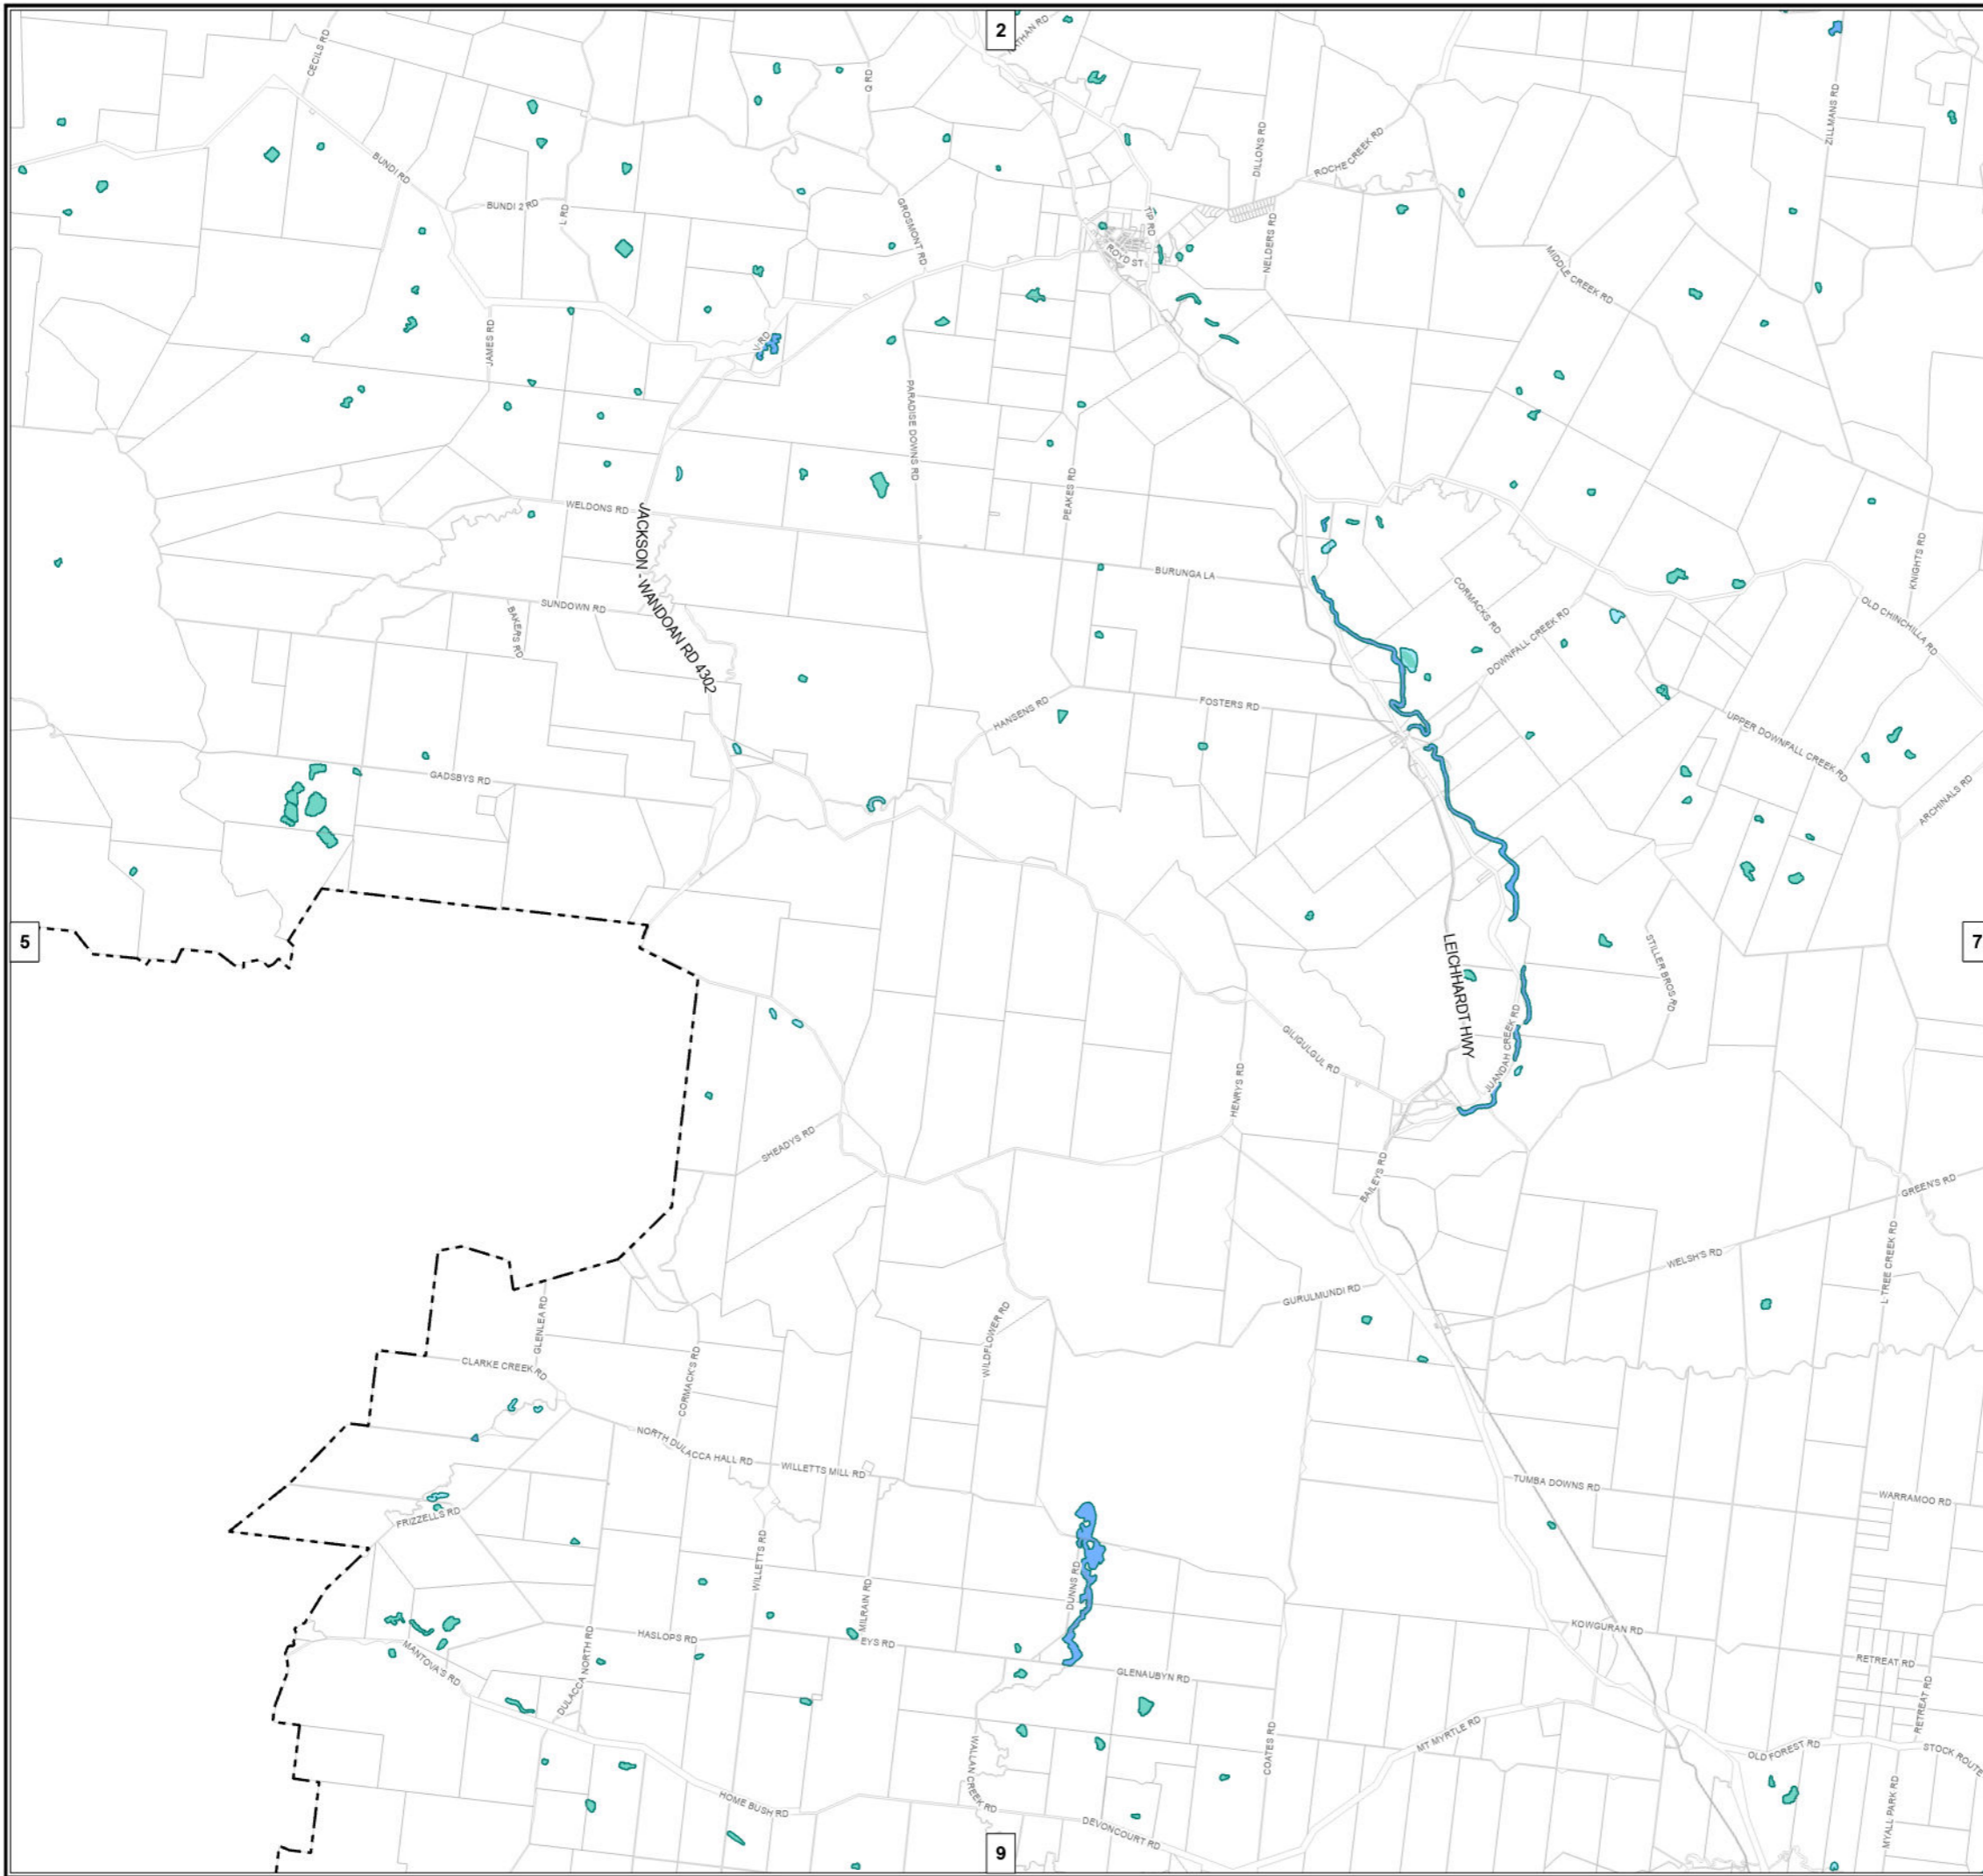 2
NATHAN RD
CECILS RD
Q RD
ZILLMANS RD
DILLONS RD
ROCHE CREEK RD
BUNDI RD
BUNDI 2 RD
L RD
GROSMONT RD
TIP RD
ROYD ST
NELDERS RD
MIDDLE CREEK RD
JAMES RD
V RD
PARADISE DOWNS RD
PEAKES RD
WELDONS RD
JACKSON - WANDOAN RD 4302
BURUNGA LA
KNIGHTS RD
SUNDOWN RD
BAKERS RD
CORMACKS RD
DOWNFALL CREEK RD
OLD CHINCHILLA RD
HANSENS RD
FOSTERS RD
UPPER DOWNFALL CREEK RD
GADSBYS RD
ARCHINALS RD
5
7
LEICHHARDT HWY
STILLER BROS RD
JUANDAH CREEK RD
GILIGULGUL RD
HENRYS RD
SHEADYS RD
BAILEYS RD
GREEN'S RD
WELSH'S RD
L TREE CREEK RD
GURULMUNDI RD
GLENLEA RD
CLARKE CREEK RD
CORMACK'S RD
WILDFLOWER RD
NORTH DULACCA HALL RD
WILLETTS MILL RD
TUMBA DOWNS RD
WARRAMOO RD
FRIZZELLS RD
WILLETTS RD
MILRAIN RD
DUNNS RD
KOWGURAN RD
HASLOPS RD
EYS RD
MANTOVA'S RD
DULACCA NORTH RD
GLENAUBYN RD
RETREAT RD
RETREAT RD
MT MYRTLE RD
COATES RD
OLD FOREST RD
STOCK ROUTE
WALLAN CREEK RD
HOME BUSH RD
DEVONCOURT RD
MYALL PARK RD
9